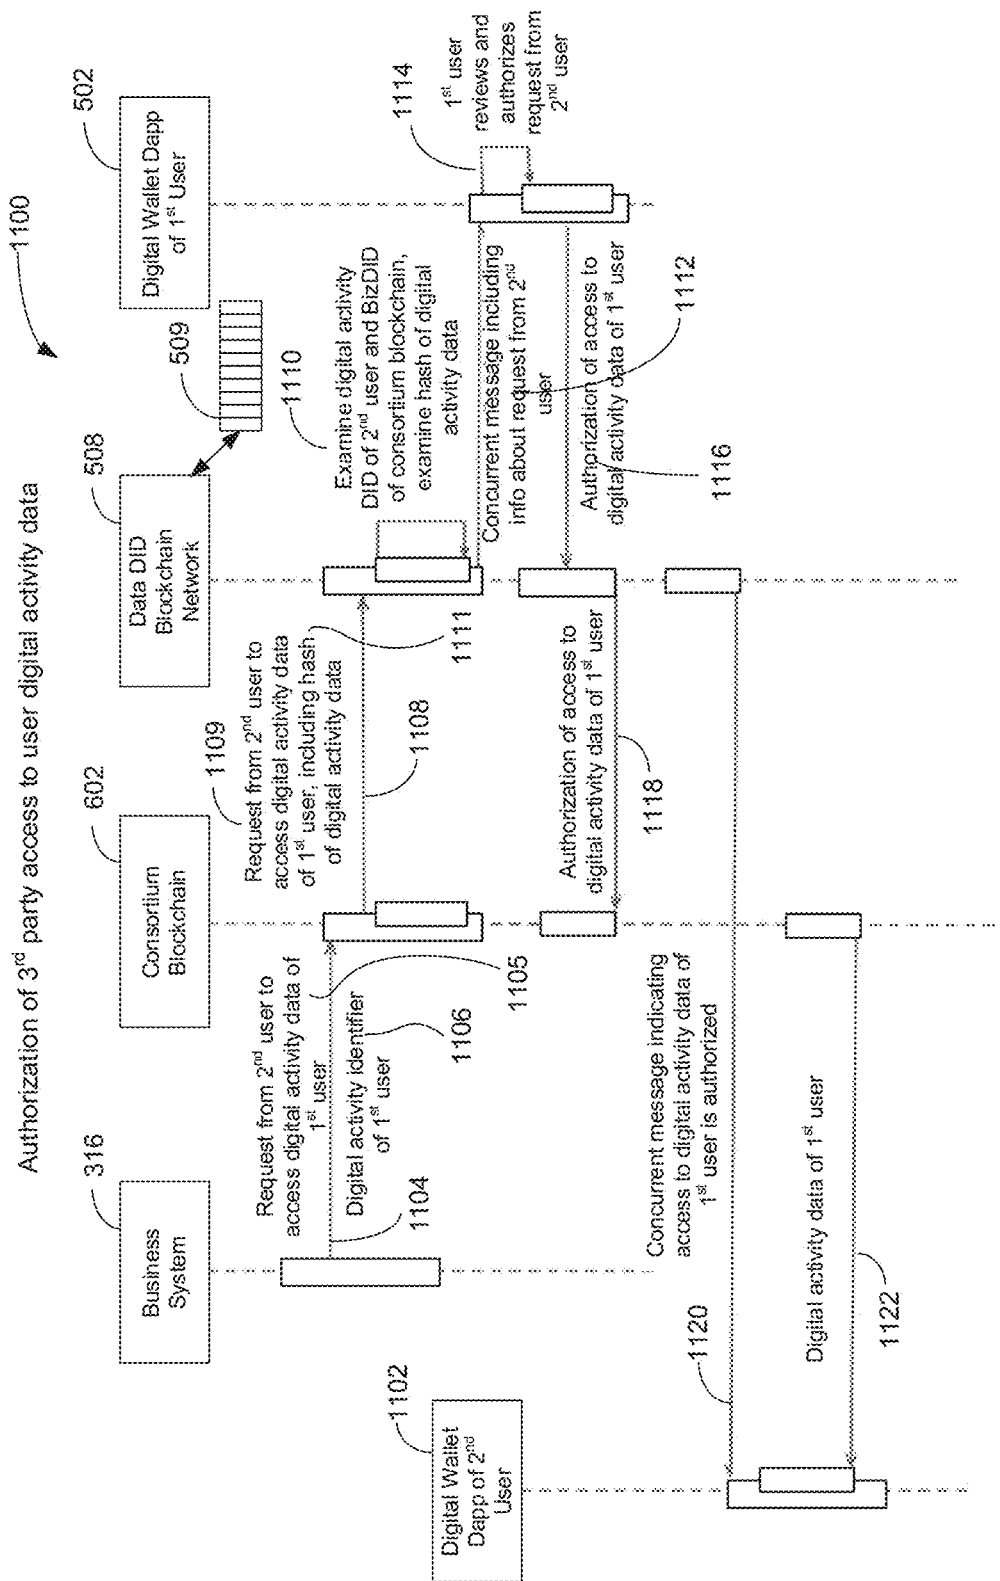 Authorization of 3rd party access to user digital activity data
1100
1102
Digital Wallet
Dapp of 2nd
User
316
Business
System
602
Consortium
Blockchain
508
Data DID
Blockchain
Network
509
502
Digital Wallet Dapp
of 1st User
Request from 2nd user to
access digital activity data of
1st user
1105
Digital activity identifier
of 1st user
1106
1104
1109
Request from 2nd user to
access digital activity data
of 1st user, including hash
of digital activity data
1111
1108
1110
Examine digital activity
DID of 2nd user and BizDID
of consortium blockchain,
examine hash of digital
activity data
Concurrent message including
info about request from 2nd
user
1112
1114
1st user
reviews and
authorizes
request from
2nd user
Authorization of access to
digital activity data of 1st user
1116
Authorization of access to
digital activity data of 1st user
1118
Concurrent message indicating
access to digital activity data of
1st user is authorized
1120
Digital activity data of 1st user
1122